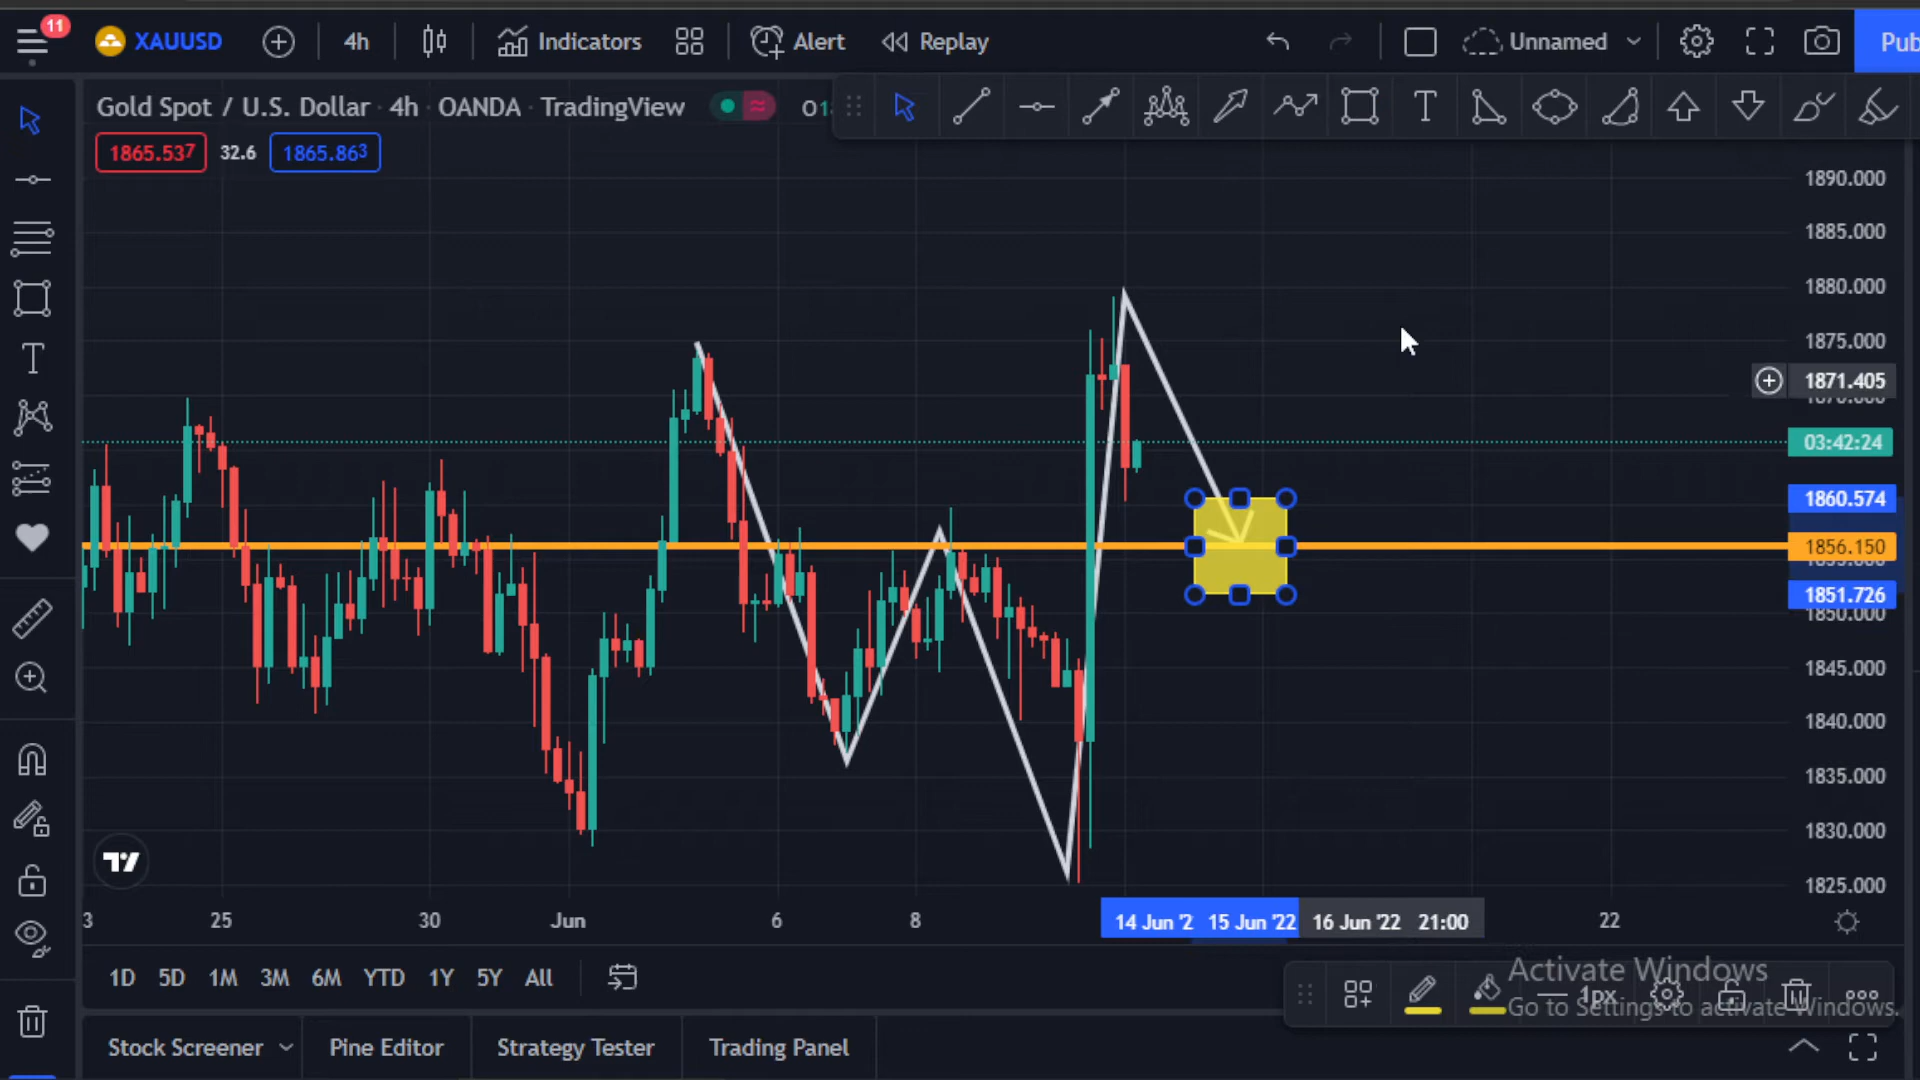 11
XAUUSD
4h
Indicators
Alert
Replay
Unnamed
Pub
Gold Spot / U.S. Dollar · 4h · OANDA · TradingView
O1
T
1865.537
32.6
1865.863
1890.000
1885.000
1880.000
1875.000
1871.405
03:42:24
1860.574
1856.150
1851.726
1850.000
1845.000
1840.000
1835.000
1830.000
1825.000
3
25
30
Jun
6
8
14 Jun '2
15 Jun '22
16 Jun '22 21:00
22
1D
5D
1M
3M
6M
YTD
1Y
5Y
All
1px
Activate Windows
Go to Settings to activate Windows.
Stock Screener
Pine Editor
Strategy Tester
Trading Panel